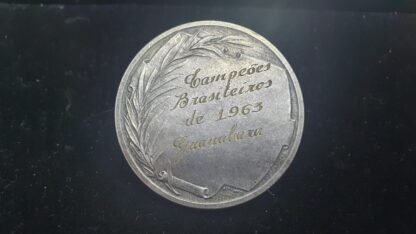 Campeões
Brasileiros
de 1963
Guanabara